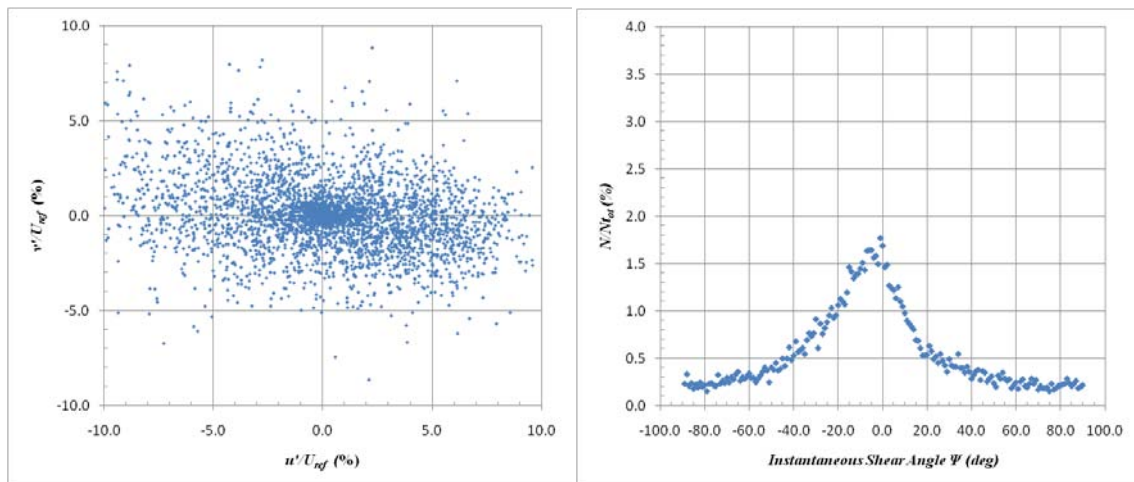 10.0
5.0
0.0
-5.0
-10.0
v'/Uref (%)
-10.0 -5.0 0.0 5.0 10.0
u'/Uref (%)
4.0
3.5
3.0
2.5
2.0
1.5
1.0
0.5
0.0
N/Ntot (%)
-100.0 -80.0 -60.0 -40.0 -20.0 0.0 20.0 40.0 60.0 80.0 100.0
Instantaneous Shear Angle Ψ (deg)